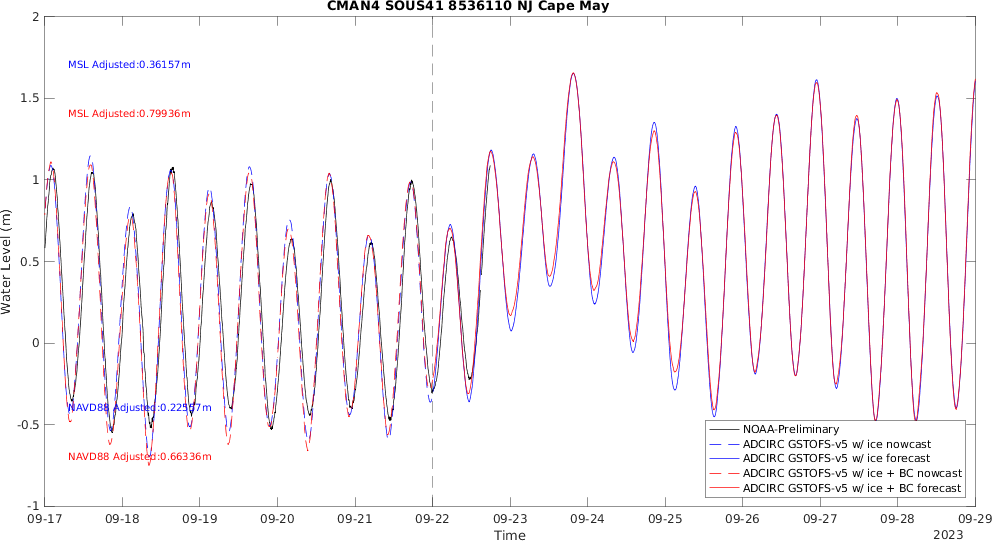 CMAN4 SOUS41 8536110 NJ Cape May
Water Level (m)
2
1.5
1
0.5
0
-0.5
-1
MSL Adjusted:0.36157m
MSL Adjusted:0.79936m
NAVD88 Adjusted:0.22557m
NAVD88 Adjusted:0.66336m
NOAA-Preliminary
ADCIRC GSTOFS-v5 w/ ice nowcast
ADCIRC GSTOFS-v5 w/ ice forecast
ADCIRC GSTOFS-v5 w/ ice + BC nowcast
ADCIRC GSTOFS-v5 w/ ice + BC forecast
09-17 09-18 09-19 09-20 09-21 09-22 09-23 09-24 09-25 09-26 09-27 09-28 09-29
Time
2023